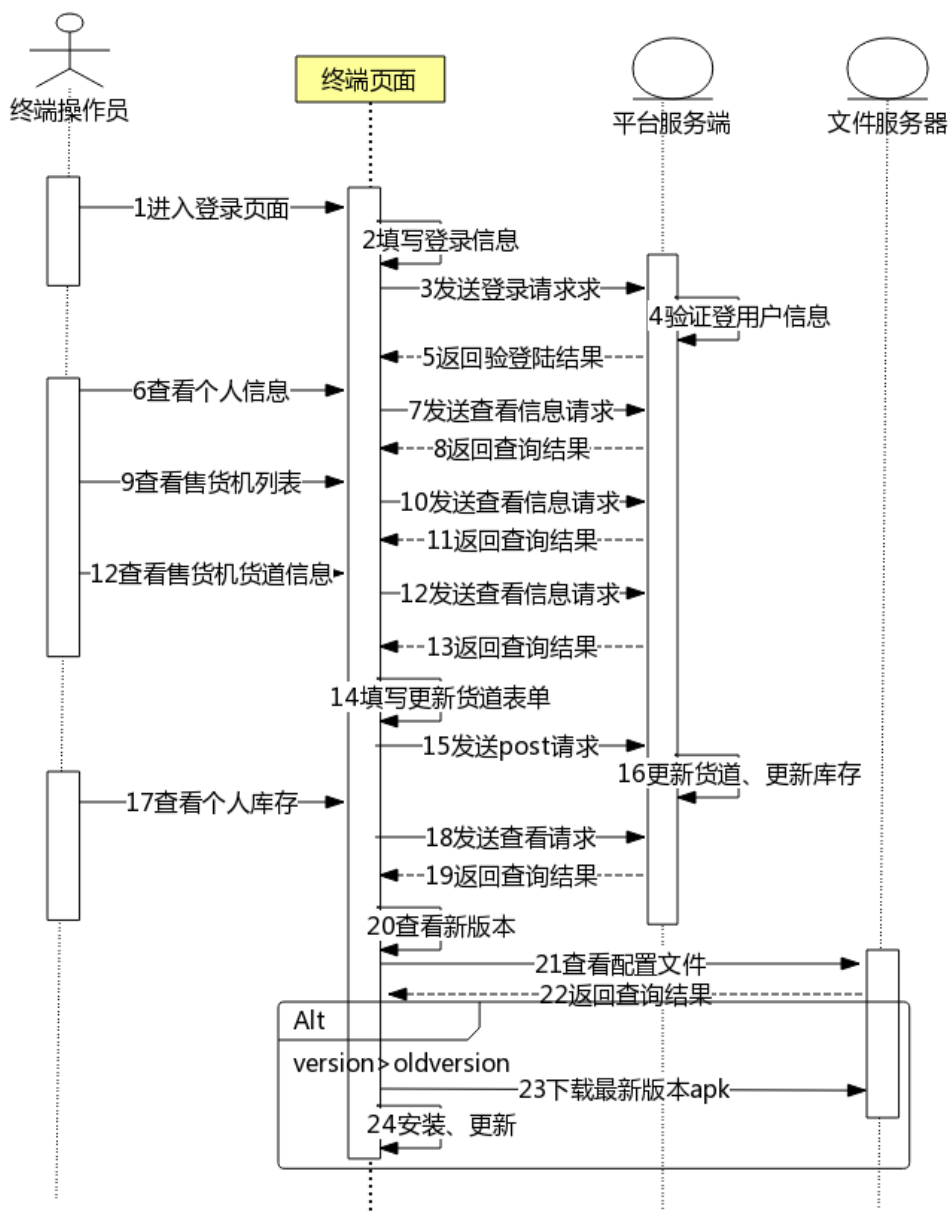 终端操作员
终端页面
平台服务端
文件服务器
1进入登录页面
2填写登录信息
3发送登录请求求
4验证登用户信息
5返回验登陆结果
6查看个人信息
7发送查看信息请求
8返回查询结果
9查看售货机列表
10发送查看信息请求
11返回查询结果
12查看售货机货道信息
12发送查看信息请求
13返回查询结果
14填写更新货道表单
15发送post请求
16更新货道、更新库存
17查看个人库存
18发送查看请求
19返回查询结果
20查看新版本
21查看配置文件
22返回查询结果
Alt
version>oldversion
23下载最新版本apk
24安装、更新